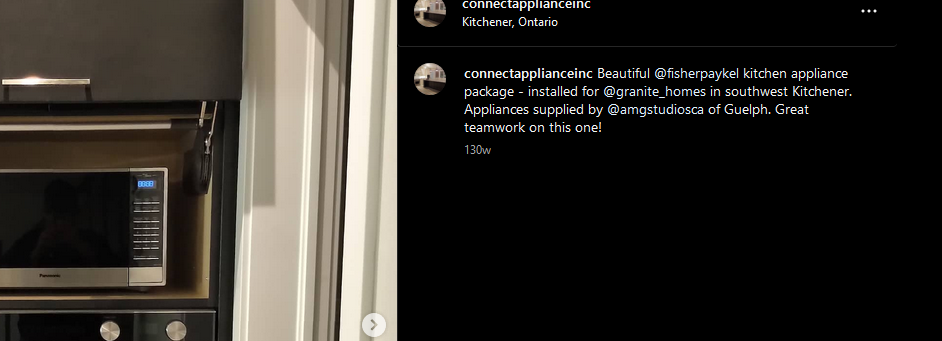 connectapplianceinc
Kitchener, Ontario
connectapplianceinc Beautiful @fisherpaykel kitchen appliance
package - installed for @granite_homes in southwest Kitchener.
Appliances supplied by @amgstudiosca of Guelph. Great
teamwork on this one!
130w
Panasonic